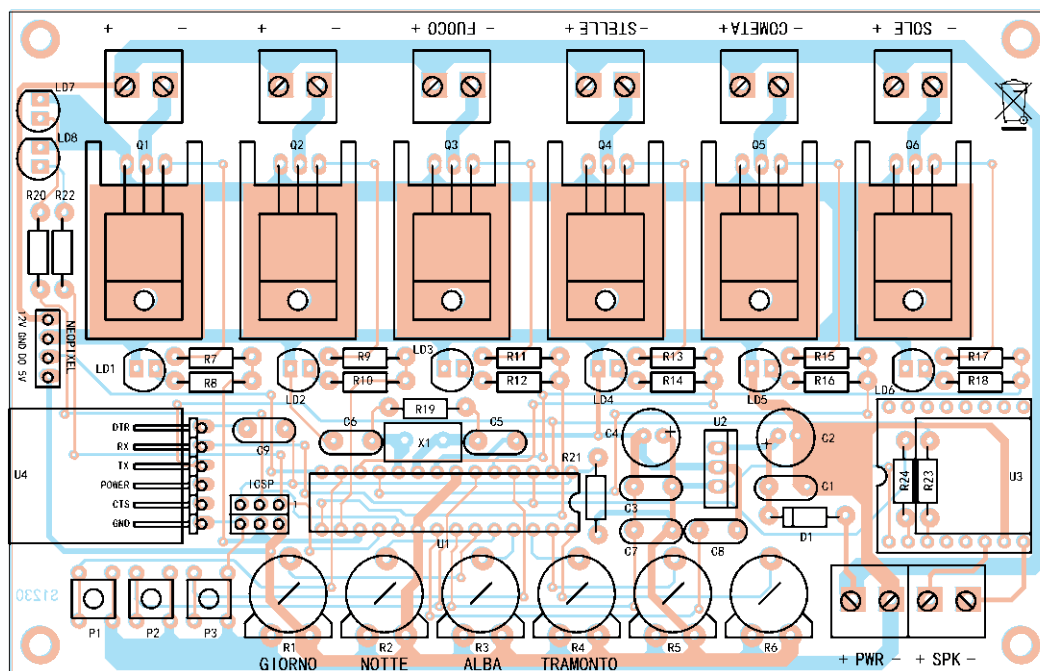 + - + - + FUOCO - + STELLE - + COMETA - + SOLE -
LD7
LD8
Q1 Q2 Q3 Q4 Q5 Q6
R20 R22
12V GND DO 5V
NEOPIXEL
LD1 R7 R9 LD3 R11 R13 R15 R17
R8 LD2 R10 R12 LD4 R14 LD5 R16 LD6 R18
R19
U4
DTR
RX
TX
POWER
CTS
GND
C9 C6 X1 C5 C4 U2 C2
ICSP
1
R21 C3 C1 R24 R23 U3
U1 C7 C8 D1
S1230
P1 P2 P3 R1 R2 R3 R4 R5 R6
GIORNO NOTTE ALBA TRAMONTO
+ PWR - + SPK -